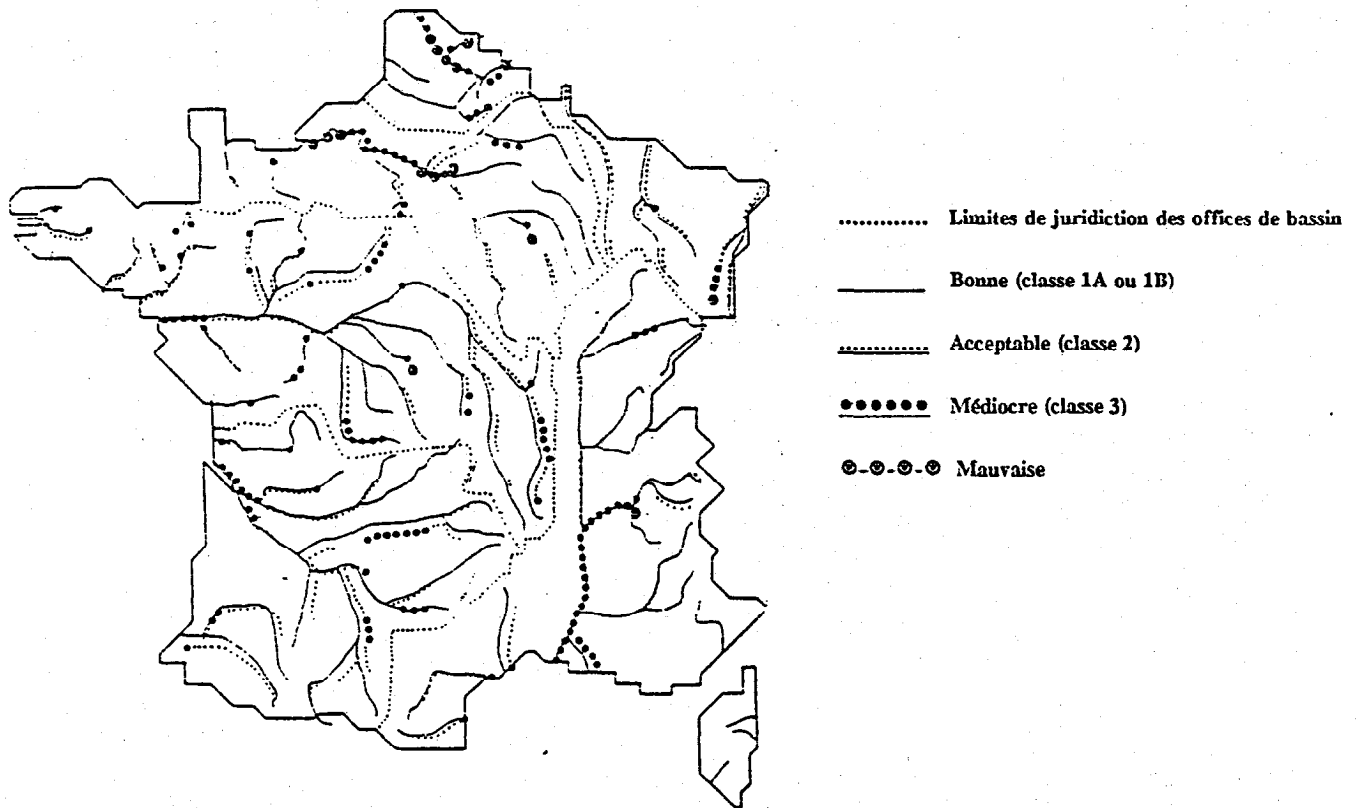 Limites de juridiction des offices de bassin
Bonne (classe 1A ou 1B)
Acceptable (classe 2)
Médiocre (classe 3)
Mauvaise